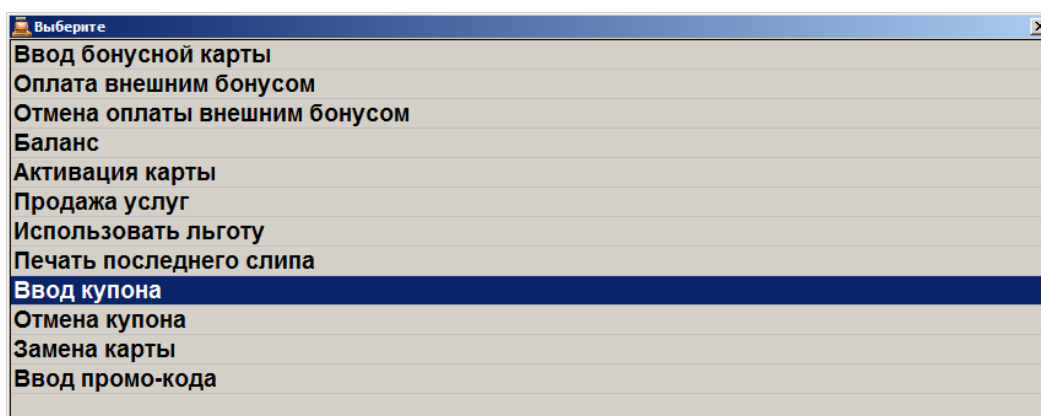 Выберите
Ввод бонусной карты
Оплата внешним бонусом
Отмена оплаты внешним бонусом
Баланс
Активация карты
Продажа услуг
Использовать льготу
Печать последнего слипа
Ввод купона
Отмена купона
Замена карты
Ввод промо-кода